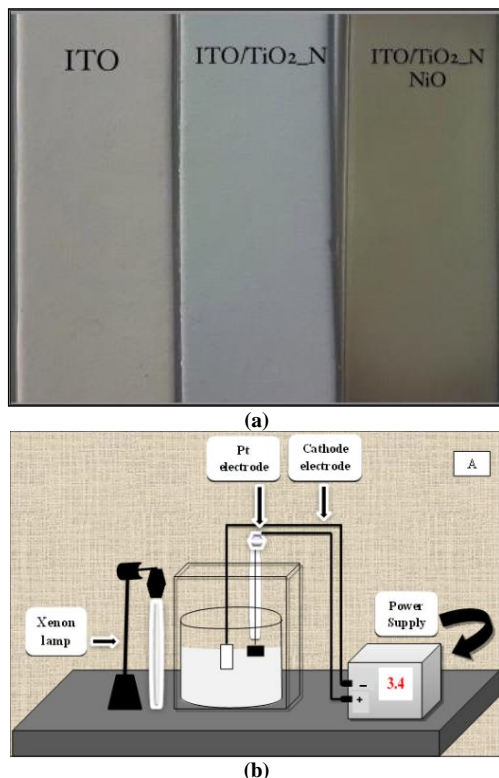 (a)
ITO
ITO/TiO2_N
ITO/TiO2_N
NiO
(b)
Pt
electrode
Cathode
electrode
A
Xenon
lamp
Power
Supply
3.4
−
+